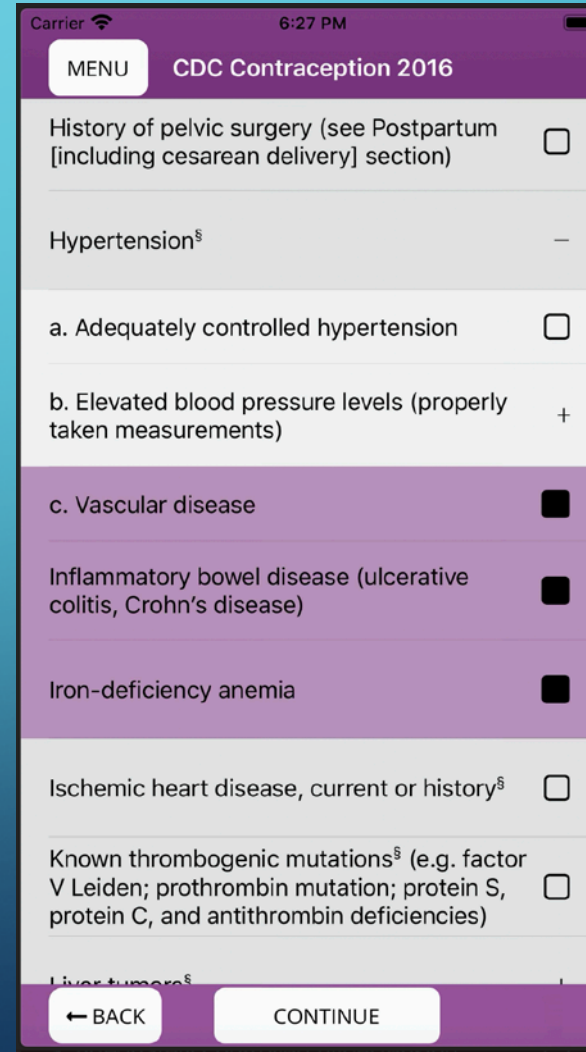 Carrier 6:27 PM
MENU CDC Contraception 2016
History of pelvic surgery (see Postpartum
[including cesarean delivery] section)
Hypertension§
–
a. Adequately controlled hypertension
b. Elevated blood pressure levels (properly
taken measurements)
+
c. Vascular disease
Inflammatory bowel disease (ulcerative
colitis, Crohn’s disease)
Iron-deficiency anemia
Ischemic heart disease, current or history§
Known thrombogenic mutations§ (e.g. factor
V Leiden; prothrombin mutation; protein S,
protein C, and antithrombin deficiencies)
Liver tumors§
+
← BACK CONTINUE